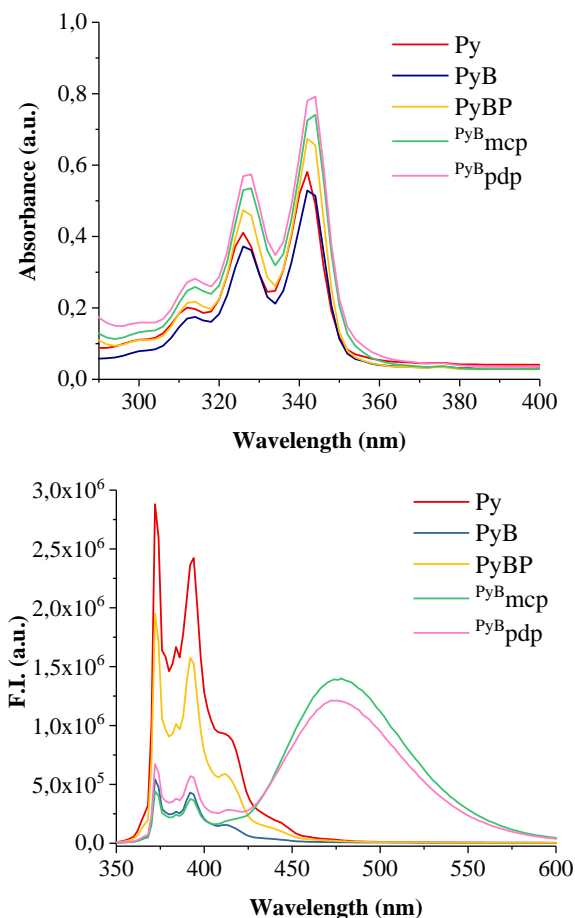 1,0
0,8
0,6
0,4
0,2
0,0
Absorbance (a.u.)
Py
PyB
PyBP
PyBmcp
PyBpdp
300 320 340 360 380 400
Wavelength (nm)
3,0x10⁶
2,5x10⁶
2,0x10⁶
1,5x10⁶
1,0x10⁶
5,0x10⁵
0,0
F.I. (a.u.)
Py
PyB
PyBP
PyBmcp
PyBpdp
350 400 450 500 550 600
Wavelength (nm)